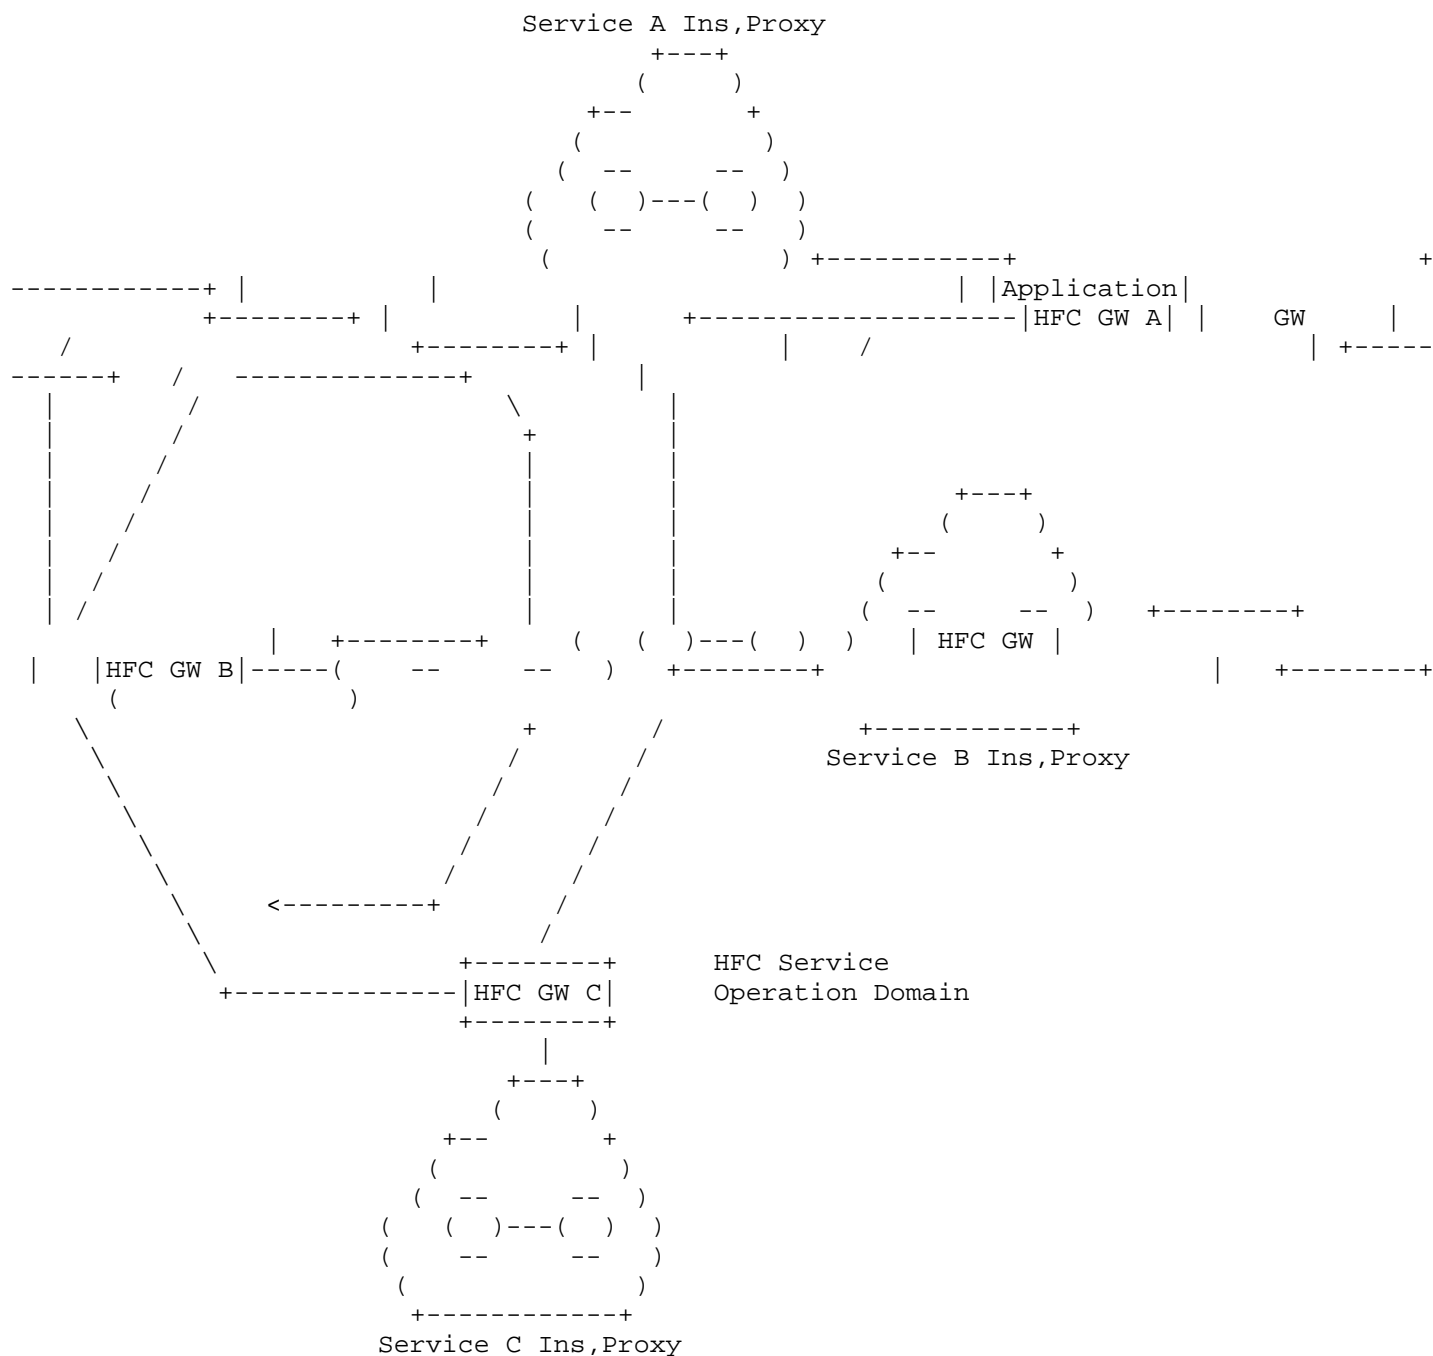 Service A Ins,Proxy
Application
HFC GW A GW
HFC GW
HFC GW B
Service B Ins,Proxy
HFC Service
HFC GW C Operation Domain
Service C Ins,Proxy